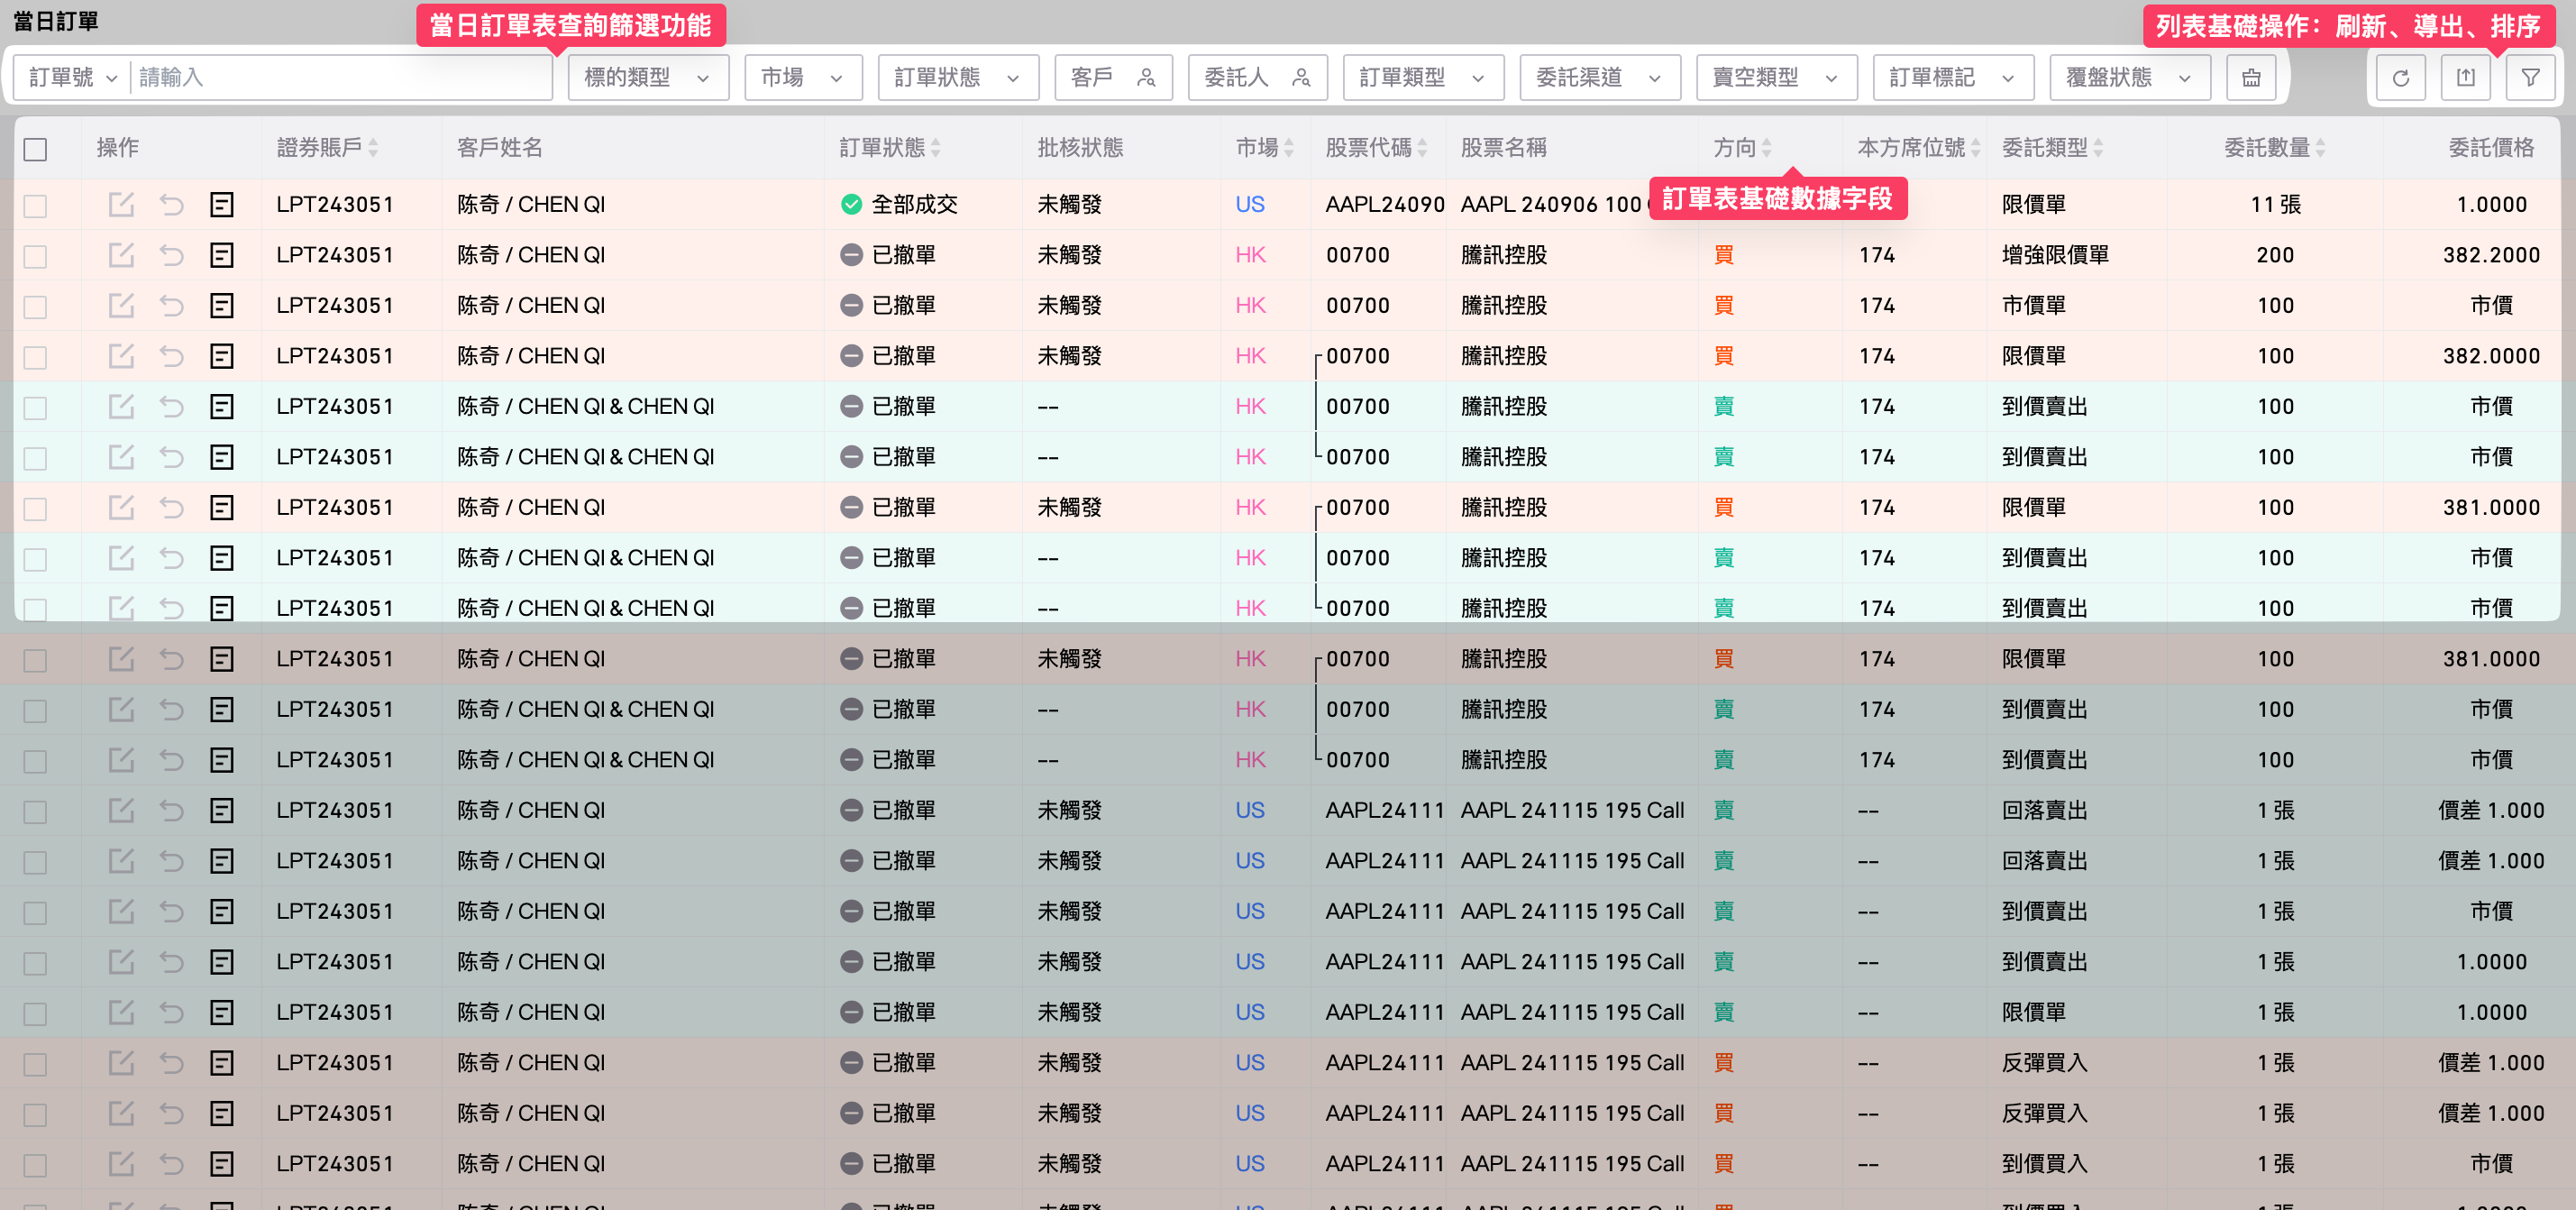 當日訂單
當日訂單表查詢篩選功能
列表基礎操作：刷新、導出、排序
訂單號 請輸入 標的類型 市場 訂單狀態 客戶 委託人 訂單類型 委託渠道 賣空類型 訂單標記 覆盤狀態
操作 證券賬戶 客戶姓名 訂單狀態 批核狀態 市場 股票代碼 股票名稱 方向 本方席位號 委託類型 委託數量 委託價格
訂單表基礎數據字段
LPT243051 陈奇 / CHEN QI 全部成交 未觸發 US AAPL24090 AAPL 240906 100 限價單 11 張 1.0000
LPT243051 陈奇 / CHEN QI 已撤單 未觸發 HK 00700 騰訊控股 買 174 增強限價單 200 382.2000
LPT243051 陈奇 / CHEN QI 已撤單 未觸發 HK 00700 騰訊控股 買 174 市價單 100 市價
LPT243051 陈奇 / CHEN QI 已撤單 未觸發 HK 00700 騰訊控股 買 174 限價單 100 382.0000
LPT243051 陈奇 / CHEN QI & CHEN QI 已撤單 -- HK 00700 騰訊控股 賣 174 到價賣出 100 市價
LPT243051 陈奇 / CHEN QI & CHEN QI 已撤單 -- HK 00700 騰訊控股 賣 174 到價賣出 100 市價
LPT243051 陈奇 / CHEN QI 已撤單 未觸發 HK 00700 騰訊控股 買 174 限價單 100 381.0000
LPT243051 陈奇 / CHEN QI & CHEN QI 已撤單 -- HK 00700 騰訊控股 賣 174 到價賣出 100 市價
LPT243051 陈奇 / CHEN QI & CHEN QI 已撤單 -- HK 00700 騰訊控股 賣 174 到價賣出 100 市價
LPT243051 陈奇 / CHEN QI 已撤單 未觸發 HK 00700 騰訊控股 買 174 限價單 100 381.0000
LPT243051 陈奇 / CHEN QI & CHEN QI 已撤單 -- HK 00700 騰訊控股 賣 174 到價賣出 100 市價
LPT243051 陈奇 / CHEN QI & CHEN QI 已撤單 -- HK 00700 騰訊控股 賣 174 到價賣出 100 市價
LPT243051 陈奇 / CHEN QI 已撤單 未觸發 US AAPL24111 AAPL 241115 195 Call 賣 -- 回落賣出 1 張 價差 1.000
LPT243051 陈奇 / CHEN QI 已撤單 未觸發 US AAPL24111 AAPL 241115 195 Call 賣 -- 回落賣出 1 張 價差 1.000
LPT243051 陈奇 / CHEN QI 已撤單 未觸發 US AAPL24111 AAPL 241115 195 Call 賣 -- 到價賣出 1 張 市價
LPT243051 陈奇 / CHEN QI 已撤單 未觸發 US AAPL24111 AAPL 241115 195 Call 賣 -- 到價賣出 1 張 1.0000
LPT243051 陈奇 / CHEN QI 已撤單 未觸發 US AAPL24111 AAPL 241115 195 Call 賣 -- 限價單 1 張 1.0000
LPT243051 陈奇 / CHEN QI 已撤單 未觸發 US AAPL24111 AAPL 241115 195 Call 買 -- 反彈買入 1 張 價差 1.000
LPT243051 陈奇 / CHEN QI 已撤單 未觸發 US AAPL24111 AAPL 241115 195 Call 買 -- 反彈買入 1 張 價差 1.000
LPT243051 陈奇 / CHEN QI 已撤單 未觸發 US AAPL24111 AAPL 241115 195 Call 買 -- 到價買入 1 張 市價